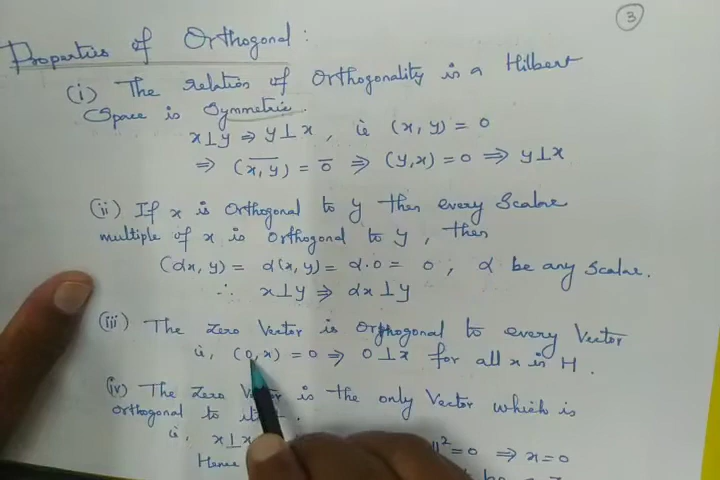 3
Properties of Orthogonal :
(i) The relation of Orthogonality is a Hilbert
Space is Symmetric.
x⊥y ⇒ y⊥x , ie (x, y) = 0
⇒ (x̅,̅ ̅y̅) = 0̅ ⇒ (y,x) = 0 ⇒ y⊥x
(ii) If x is Orthogonal to y then every Scalar
multiple of x is orthogonal to y , then
(αx, y) = α(x, y) = α.0 = 0 , α be any Scalar.
∴ x⊥y ⇒ αx⊥y
(iii) The Zero Vector is orthogonal to every Vector
ie, (0,x) = 0 ⇒ 0⊥x for all x in H .
(iv) The Zero Vector is the only Vector which is
orthogonal to
ie, x⊥x ||² = 0 ⇒ x = 0
Hence be